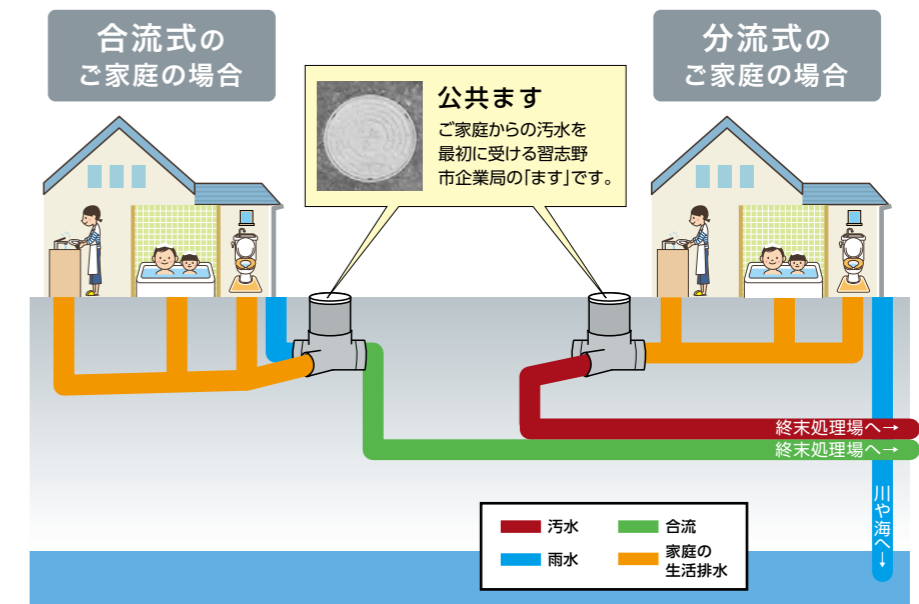 合流式の
ご家庭の場合
公共ます
ご家庭からの汚水を
最初に受ける習志野
市企業局の「ます」です。
分流式の
ご家庭の場合
終末処理場へ→
終末処理場へ→
川や海へ→
汚水
合流
雨水
家庭の
生活排水